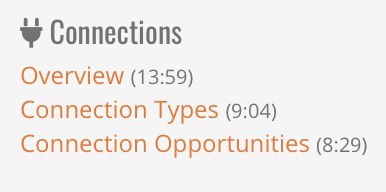 Connections
Overview (13:59)
Connection Types (9:04)
Connection Opportunities (8:29)